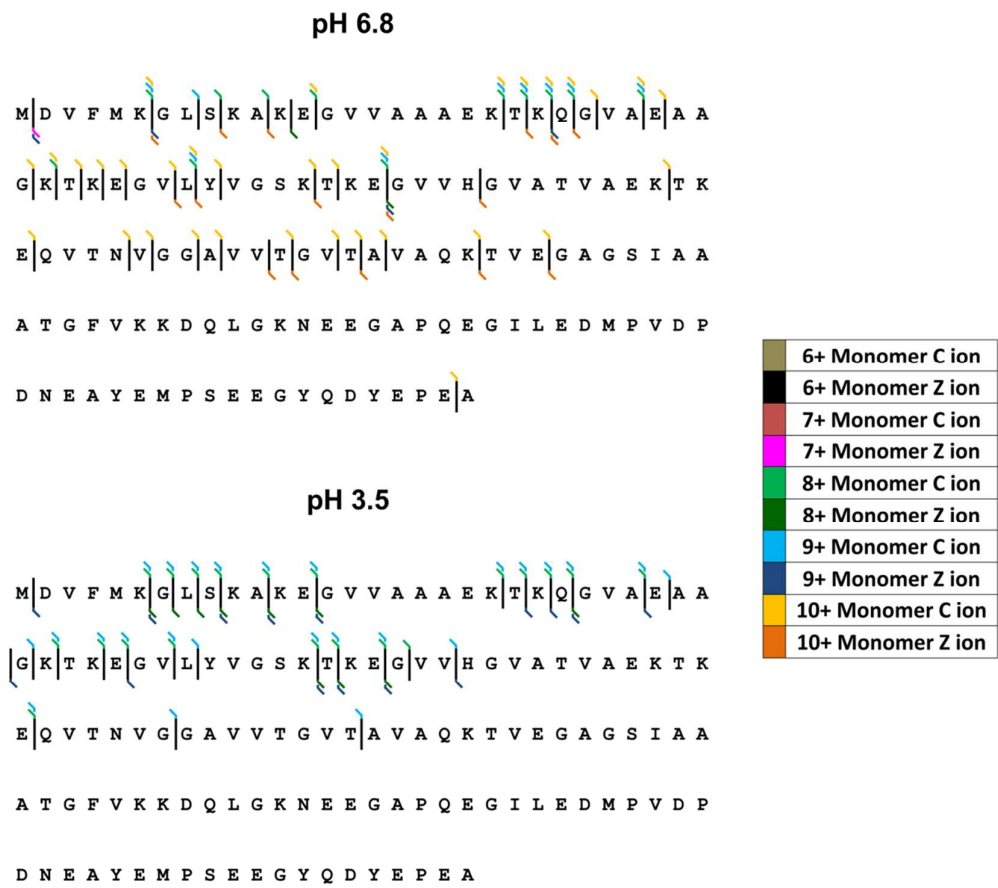 pH 6.8
M D V F M K G L S K A K E G V V A A A E K T K Q G V A E A A
G K T K E G V L Y V G S K T K E G V V H G V A T V A E K T K
E Q V T N V G G A V V T G V T A V A Q K T V E G A G S I A A
A T G F V K K D Q L G K N E E G A P Q E G I L E D M P V D P
D N E A Y E M P S E E G Y Q D Y E P E A
pH 3.5
M D V F M K G L S K A K E G V V A A A E K T K Q G V A E A A
G K T K E G V L Y V G S K T K E G V V H G V A T V A E K T K
E Q V T N V G G A V V T G V T A V A Q K T V E G A G S I A A
A T G F V K K D Q L G K N E E G A P Q E G I L E D M P V D P
D N E A Y E M P S E E G Y Q D Y E P E A
6+ Monomer C ion
6+ Monomer Z ion
7+ Monomer C ion
7+ Monomer Z ion
8+ Monomer C ion
8+ Monomer Z ion
9+ Monomer C ion
9+ Monomer Z ion
10+ Monomer C ion
10+ Monomer Z ion